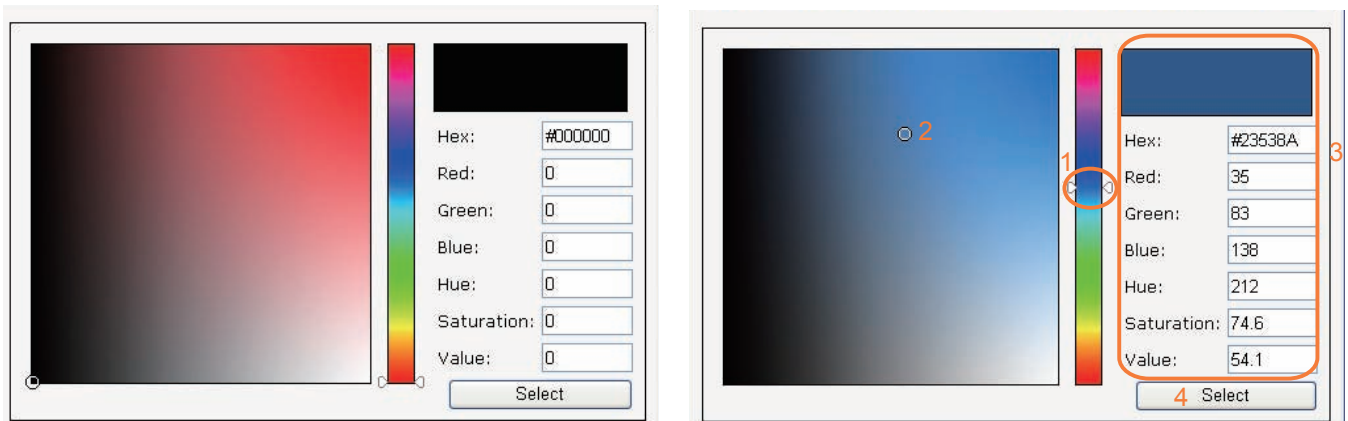 Hex: #000000
Red: 0
Green: 0
Blue: 0
Hue: 0
Saturation: 0
Value: 0
Select
1
2
3
Hex: #23538A
Red: 35
Green: 83
Blue: 138
Hue: 212
Saturation: 74.6
Value: 54.1
4 Select